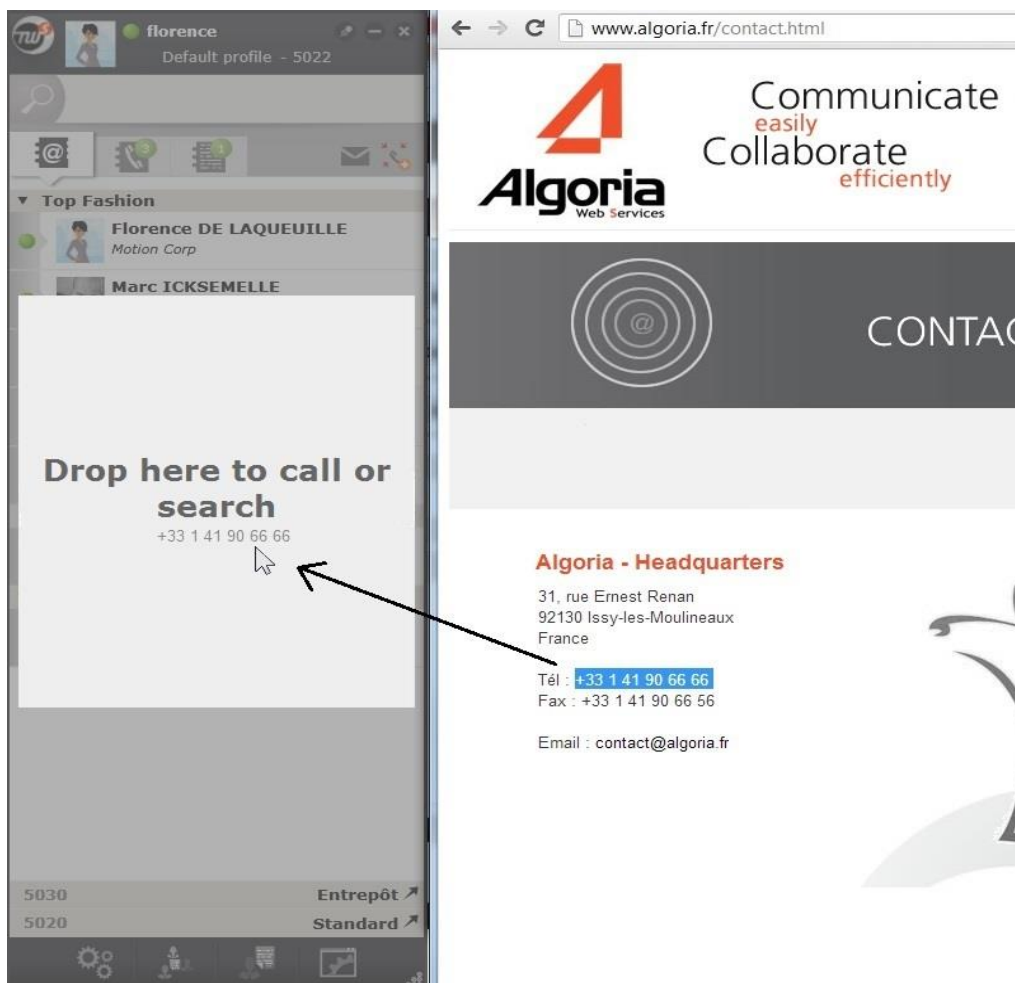 florence
Default profile - 5022
@
3
1
Top Fashion
Florence DE LAQUEUILLE
Motion Corp
Marc ICKSEMELLE
Drop here to call or
search
+33 1 41 90 66 66
5030 Entrepôt
5020 Standard
www.algoria.fr/contact.html
Communicate
easily
Collaborate
efficiently
Algoria
Web Services
@
CONTAC
Algoria - Headquarters
31, rue Ernest Renan
92130 Issy-les-Moulineaux
France
Tél : +33 1 41 90 66 66
Fax : +33 1 41 90 66 56
Email : contact@algoria.fr